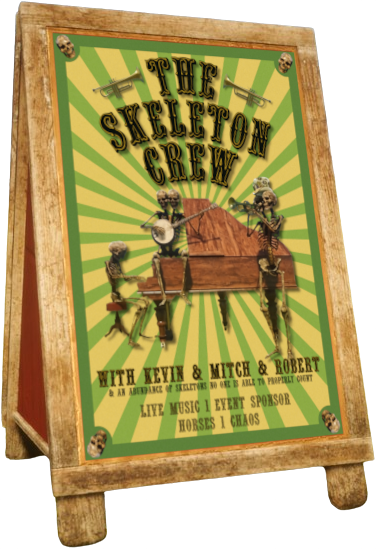 THE
SKELETON
CREW
WITH KEVIN & MITCH & ROBERT
& AN ABUNDANCE OF SKELETONS NO ONE IS ABLE TO PROPERLY COUNT
LIVE MUSIC | EVENT SPONSOR
HORSES | CHAOS